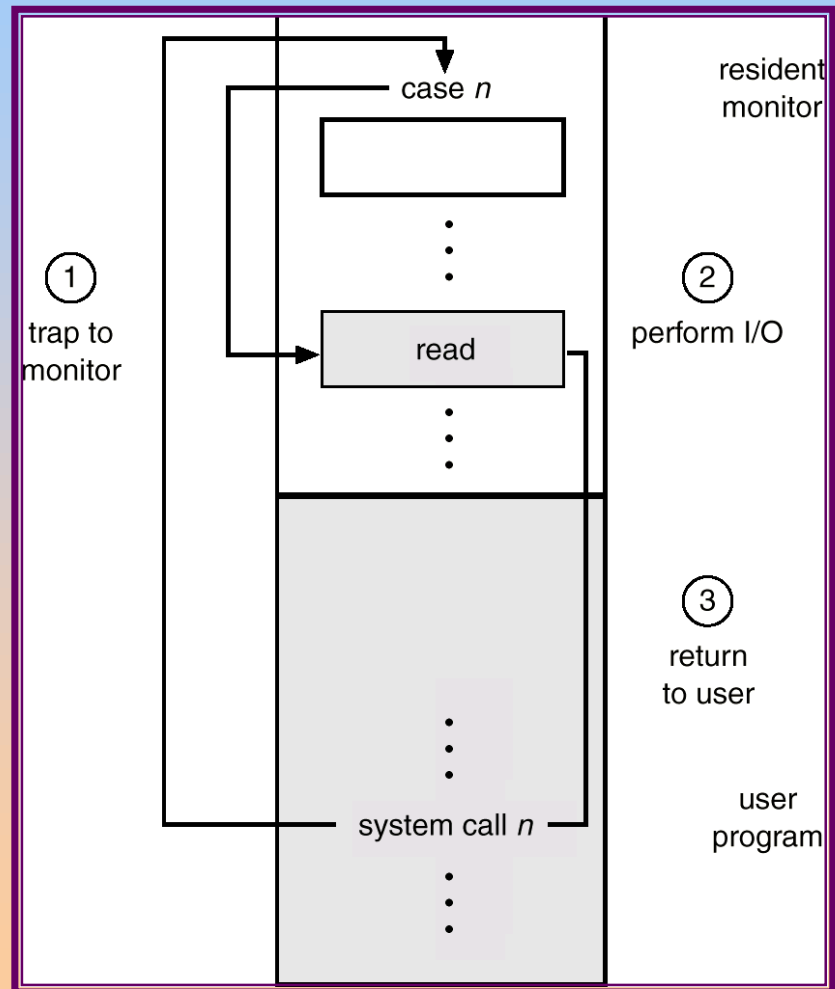 case n
resident
monitor
1
trap to
monitor
2
perform I/O
read
3
return
to user
system call n
user
program